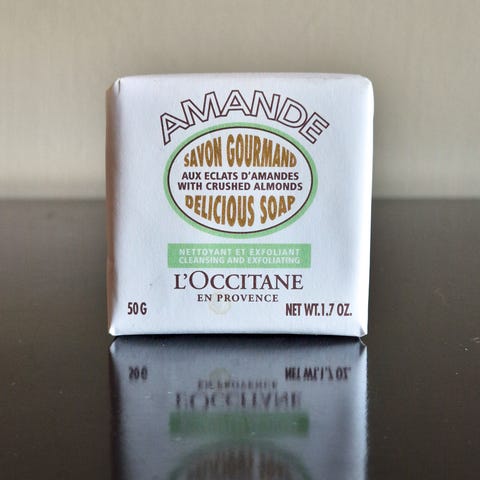 AMANDE
SAVON GOURMAND
AUX ECLATS D'AMANDES
WITH CRUSHED ALMONDS
DELICIOUS SOAP
NETTOYANT ET EXFOLIANT
CLEANSING AND EXFOLIATING
L'OCCITANE
EN PROVENCE
50 G
NET WT.1.7 OZ.